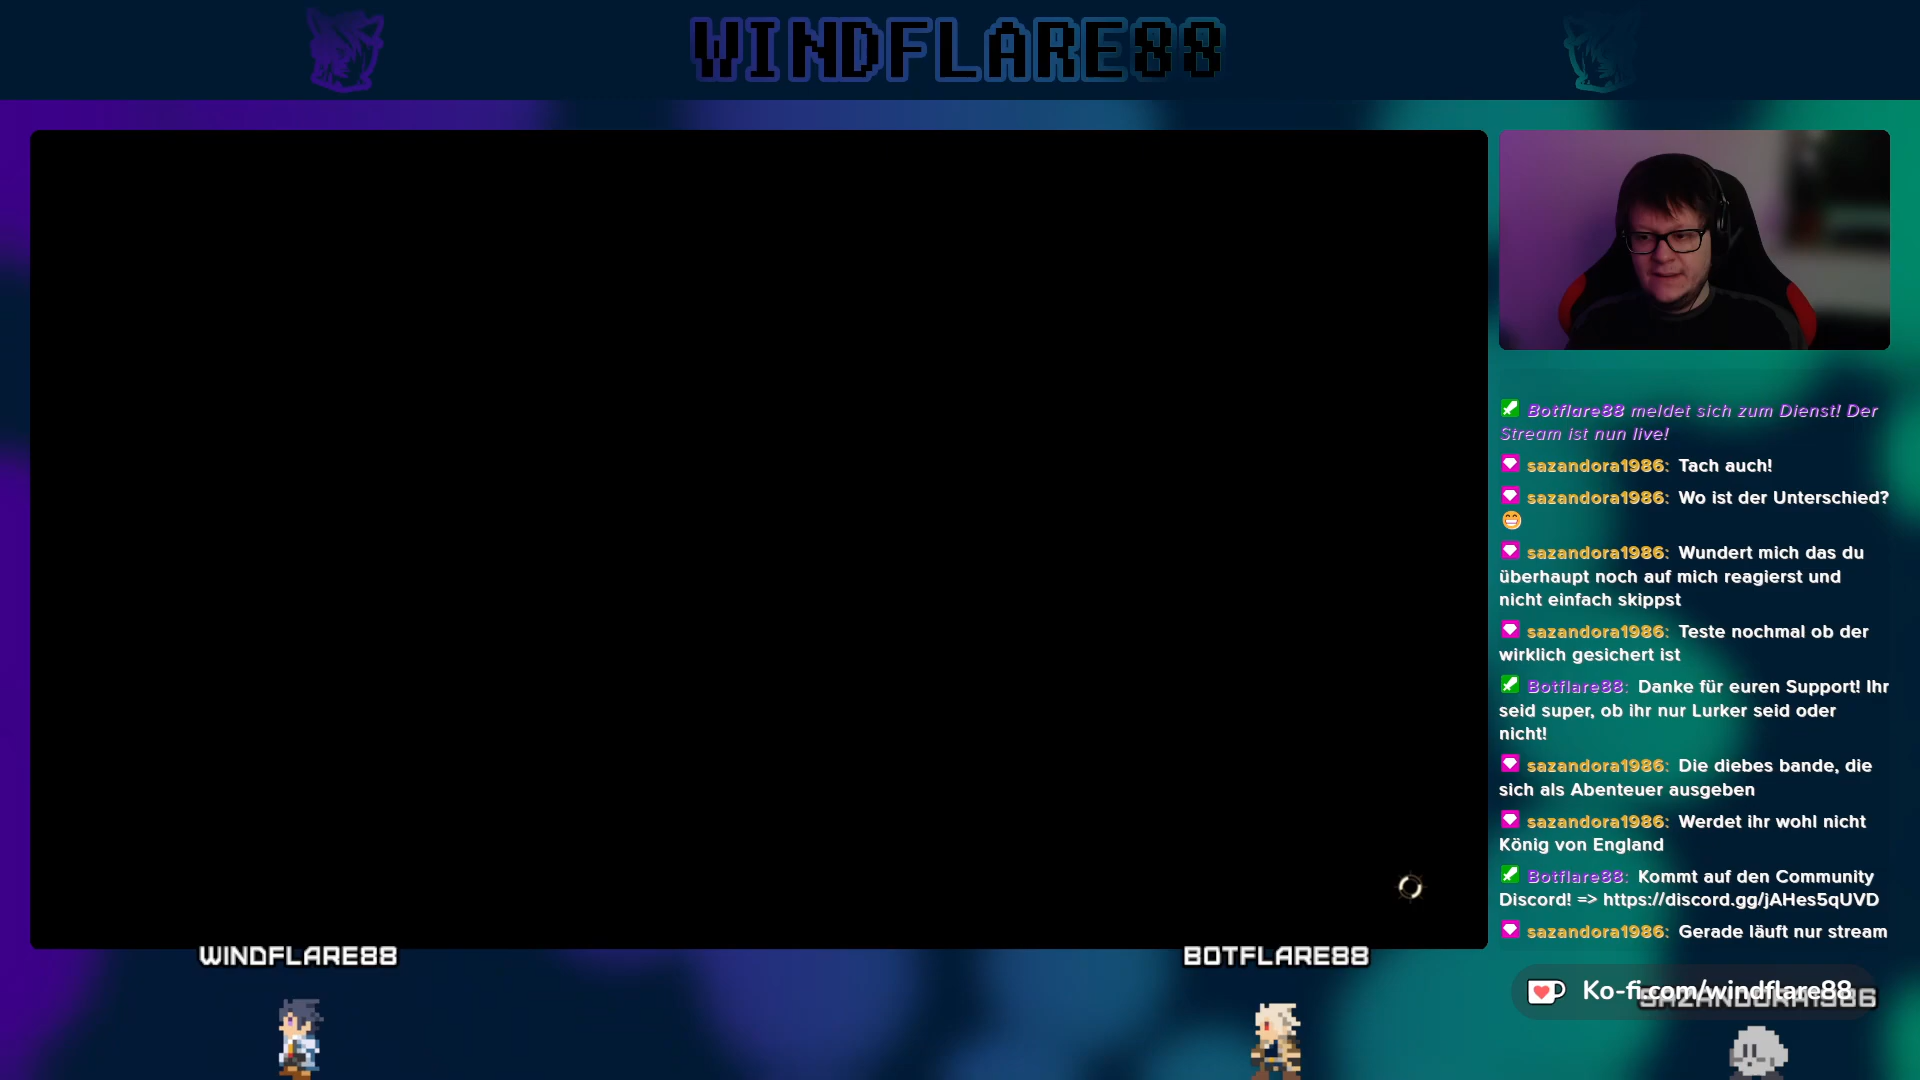 WINDFLARE88
Botflare88 meldet sich zum Dienst! Der
Stream ist nun live!
sazandora1986: Tach auch!
sazandora1986: Wo ist der Unterschied?
sazandora1986: Wundert mich das du
überhaupt noch auf mich reagierst und
nicht einfach skippst
sazandora1986: Teste nochmal ob der
wirklich gesichert ist
Botflare88: Danke für euren Support! Ihr
seid super, ob ihr nur Lurker seid oder
nicht!
sazandora1986: Die diebes bande, die
sich als Abenteuer ausgeben
sazandora1986: Werdet ihr wohl nicht
König von England
Botflare88: Kommt auf den Community
Discord! => https://discord.gg/jAHes5qUVD
sazandora1986: Gerade läuft nur stream
WINDFLARE88
BOTFLARE88
Ko-fi.com/windflare88
SAZANDORA1986